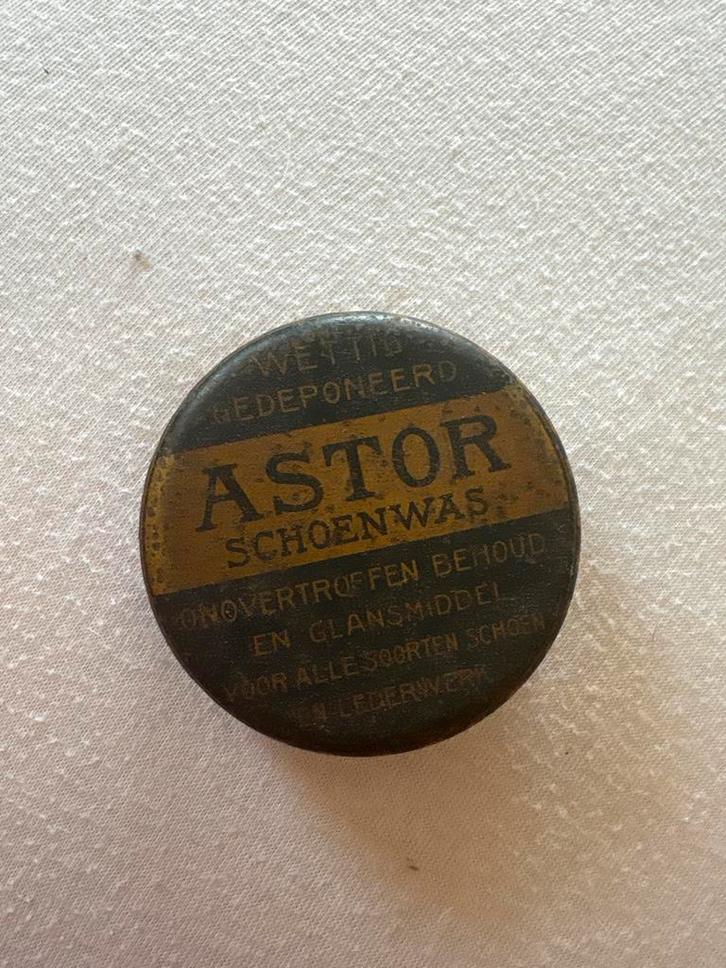 WETTIG
GEDEPONEERD
ASTOR
SCHOENWAS
ONOVERTROFFEN BEHOUD
EN GLANSMIDDEL
VOOR ALLE SOORTEN SCHOEN
EN LEDERWERK